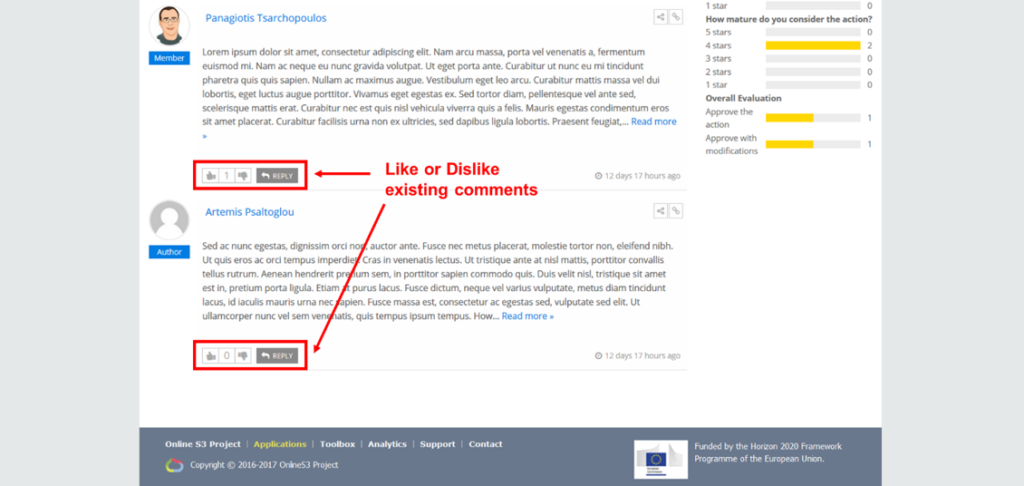 Panagiotis Tsarchopoulos
Member
Lorem ipsum dolor sit amet, consectetur adipiscing elit. Nam arcu massa, porta vel venenatis a, fermentum
euismod mi. Nam ac neque eu nunc gravida volutpat. Ut eget porta ante. Curabitur ut nunc eu mi tincidunt
pharetra quis quis sapien. Nullam ac maximus augue. Vestibulum eget leo arcu. Curabitur mattis massa vel dui
lobortis, eget luctus augue porttitor. Vivamus eget egestas ex. Sed tortor diam, pellentesque vel ante sed,
scelerisque mattis erat. Curabitur nec est quis nisl vehicula viverra quis a felis. Mauris egestas condimentum eros
sit amet placerat. Curabitur facilisis urna non ex ultricies, sed dapibus ligula lobortis. Praesent feugiat,... Read more
»
1 REPLY
12 days 17 hours ago
Like or Dislike
existing comments
Artemis Psaltoglou
Author
Sed ac nunc egestas, dignissim orci non, auctor ante. Fusce nec metus placerat, molestie tortor non, eleifend nibh.
Ut quis eros ac orci tempus imperdiet. Cras in venenatis lectus. Ut tristique ante at nisl mattis, porttitor convallis
tellus rutrum. Aenean hendrerit pretium sem, in porttitor sapien commodo quis. Duis velit nisl, tristique sit amet
est in, pretium porta ligula. Etiam at purus lacus. Fusce dictum, neque vel varius vulputate, metus diam tincidunt
lacus, id iaculis mauris urna nec sapien. Fusce massa est, consectetur ac egestas sed, vulputate sed elit. Ut
ullamcorper nunc vel sem venenatis, quis tempus ipsum tempus. How... Read more »
0 REPLY
12 days 17 hours ago
1 star 0
How mature do you consider the action?
5 stars 0
4 stars 2
3 stars 0
2 stars 0
1 star 0
Overall Evaluation
Approve the
action 1
Approve with
modifications 1
Online S3 Project | Applications | Toolbox | Analytics | Support | Contact
Copyright © 2016-2017 OnlineS3 Project
Funded by the Horizon 2020 Framework
Programme of the European Union.